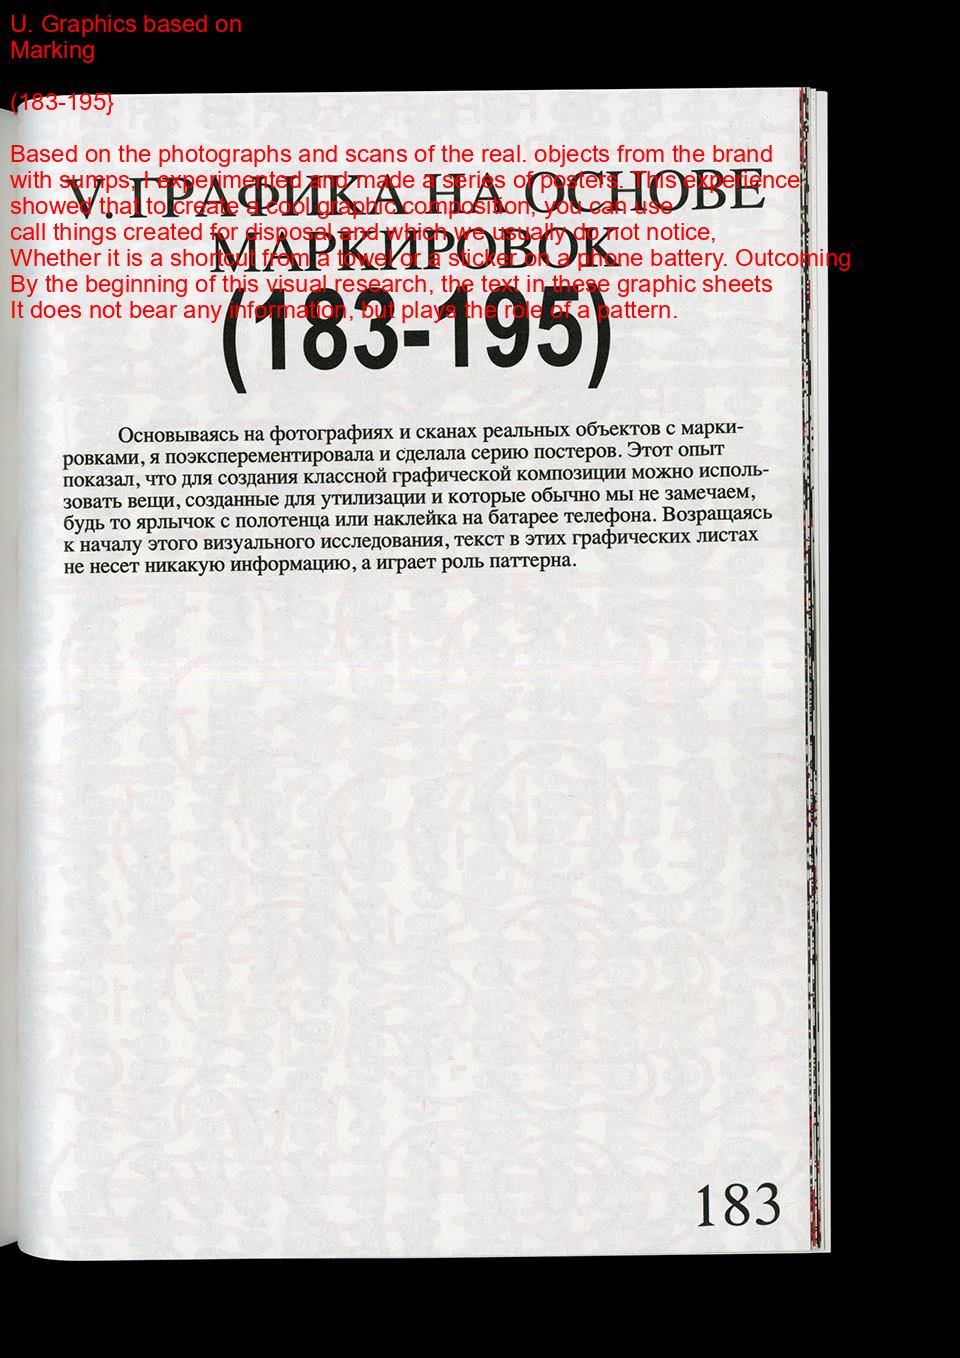 U. Graphics based on
Marking
(183-195}
Based on the photographs and scans of the real. objects from the brand
with sumps, I experimented and made a series of posters. This experience
showed that to create a cool graphic composition, you can use
call things created for disposal and which we usually do not notice,
Whether it is a shortcut from a towel or a sticker on a phone battery. Outcoming
By the beginning of this visual research, the text in these graphic sheets
It does not bear any information, but plays the role of a pattern.
V. ГРАФИКА НА ОСНОВЕ
МАРКИРОВОК
(183-195)
Основываясь на фотографиях и сканах реальных объектов с марки-
ровками, я поэксперементировала и сделала серию постеров. Этот опыт
показал, что для создания классной графической композиции можно исполь-
зовать вещи, созданные для утилизации и которые обычно мы не замечаем,
будь то ярлычок с полотенца или наклейка на батарее телефона. Возращаясь
к началу этого визуального исследования, текст в этих графических листах
не несет никакую информацию, а играет роль паттерна.
183